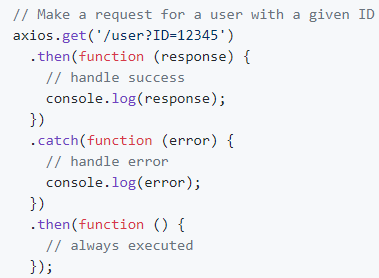 // Make a request for a user with a given ID
axios.get('/user?ID=12345')
  .then(function (response) {
    // handle success
    console.log(response);
  })
  .catch(function (error) {
    // handle error
    console.log(error);
  })
  .then(function () {
    // always executed
  });